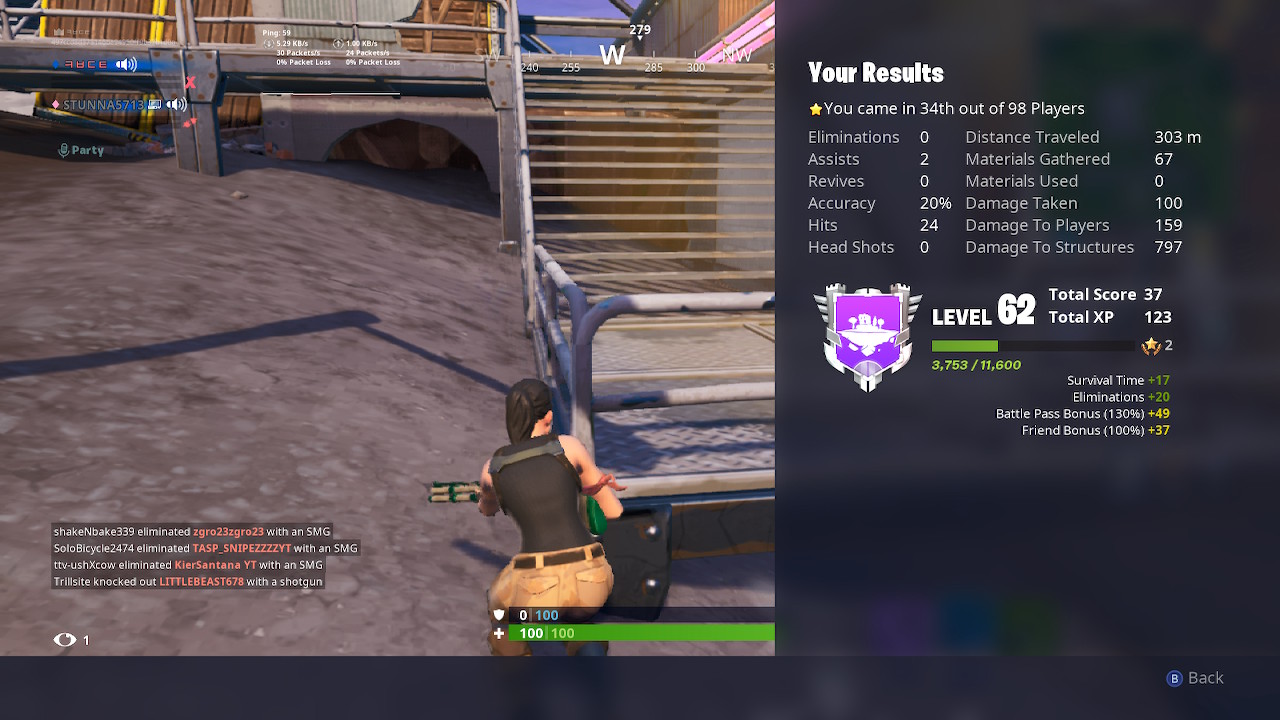 Ping: 59
5.29 KB/s 1.00 KB/s
30 Packets/s 24 Packets/s
0% Packet Loss 0% Packet Loss
STUNNA5713
Party
279
SW 240 255 W 285 300 NW
shakeNbake339 eliminated zgro23zgro23 with an SMG
SoloBicycle2474 eliminated TASP_SNIPEZZZZYT with an SMG
ttv-ushXcow eliminated KierSantana YT with an SMG
Trillsite knocked out LITTLEBEAST678 with a shotgun
1
0 | 100
100 | 100
Your Results
You came in 34th out of 98 Players
Eliminations 0 Distance Traveled 303 m
Assists 2 Materials Gathered 67
Revives 0 Materials Used 0
Accuracy 20% Damage Taken 100
Hits 24 Damage To Players 159
Head Shots 0 Damage To Structures 797
LEVEL 62
Total Score 37
Total XP 123
2
3,753 / 11,600
Survival Time +17
Eliminations +20
Battle Pass Bonus (130%) +49
Friend Bonus (100%) +37
B Back